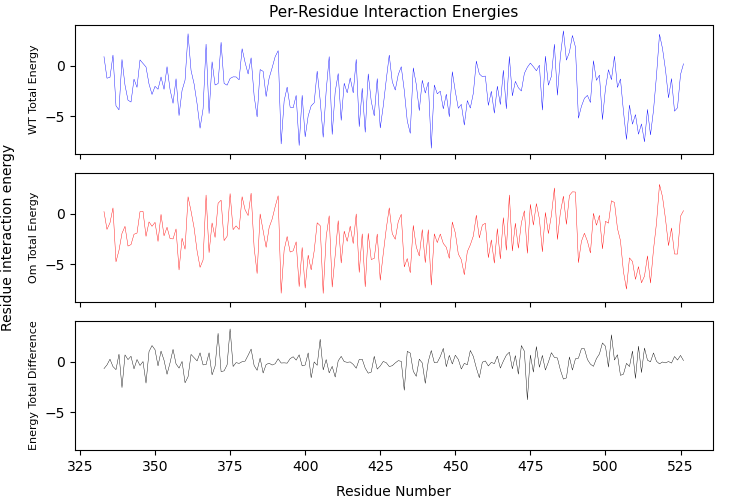 Per-Residue Interaction Energies
Residue interaction energy
WT Total Energy
0
−5
Om Total Energy
0
−5
Energy Total Difference
0
−5
325 350 375 400 425 450 475 500 525
Residue Number